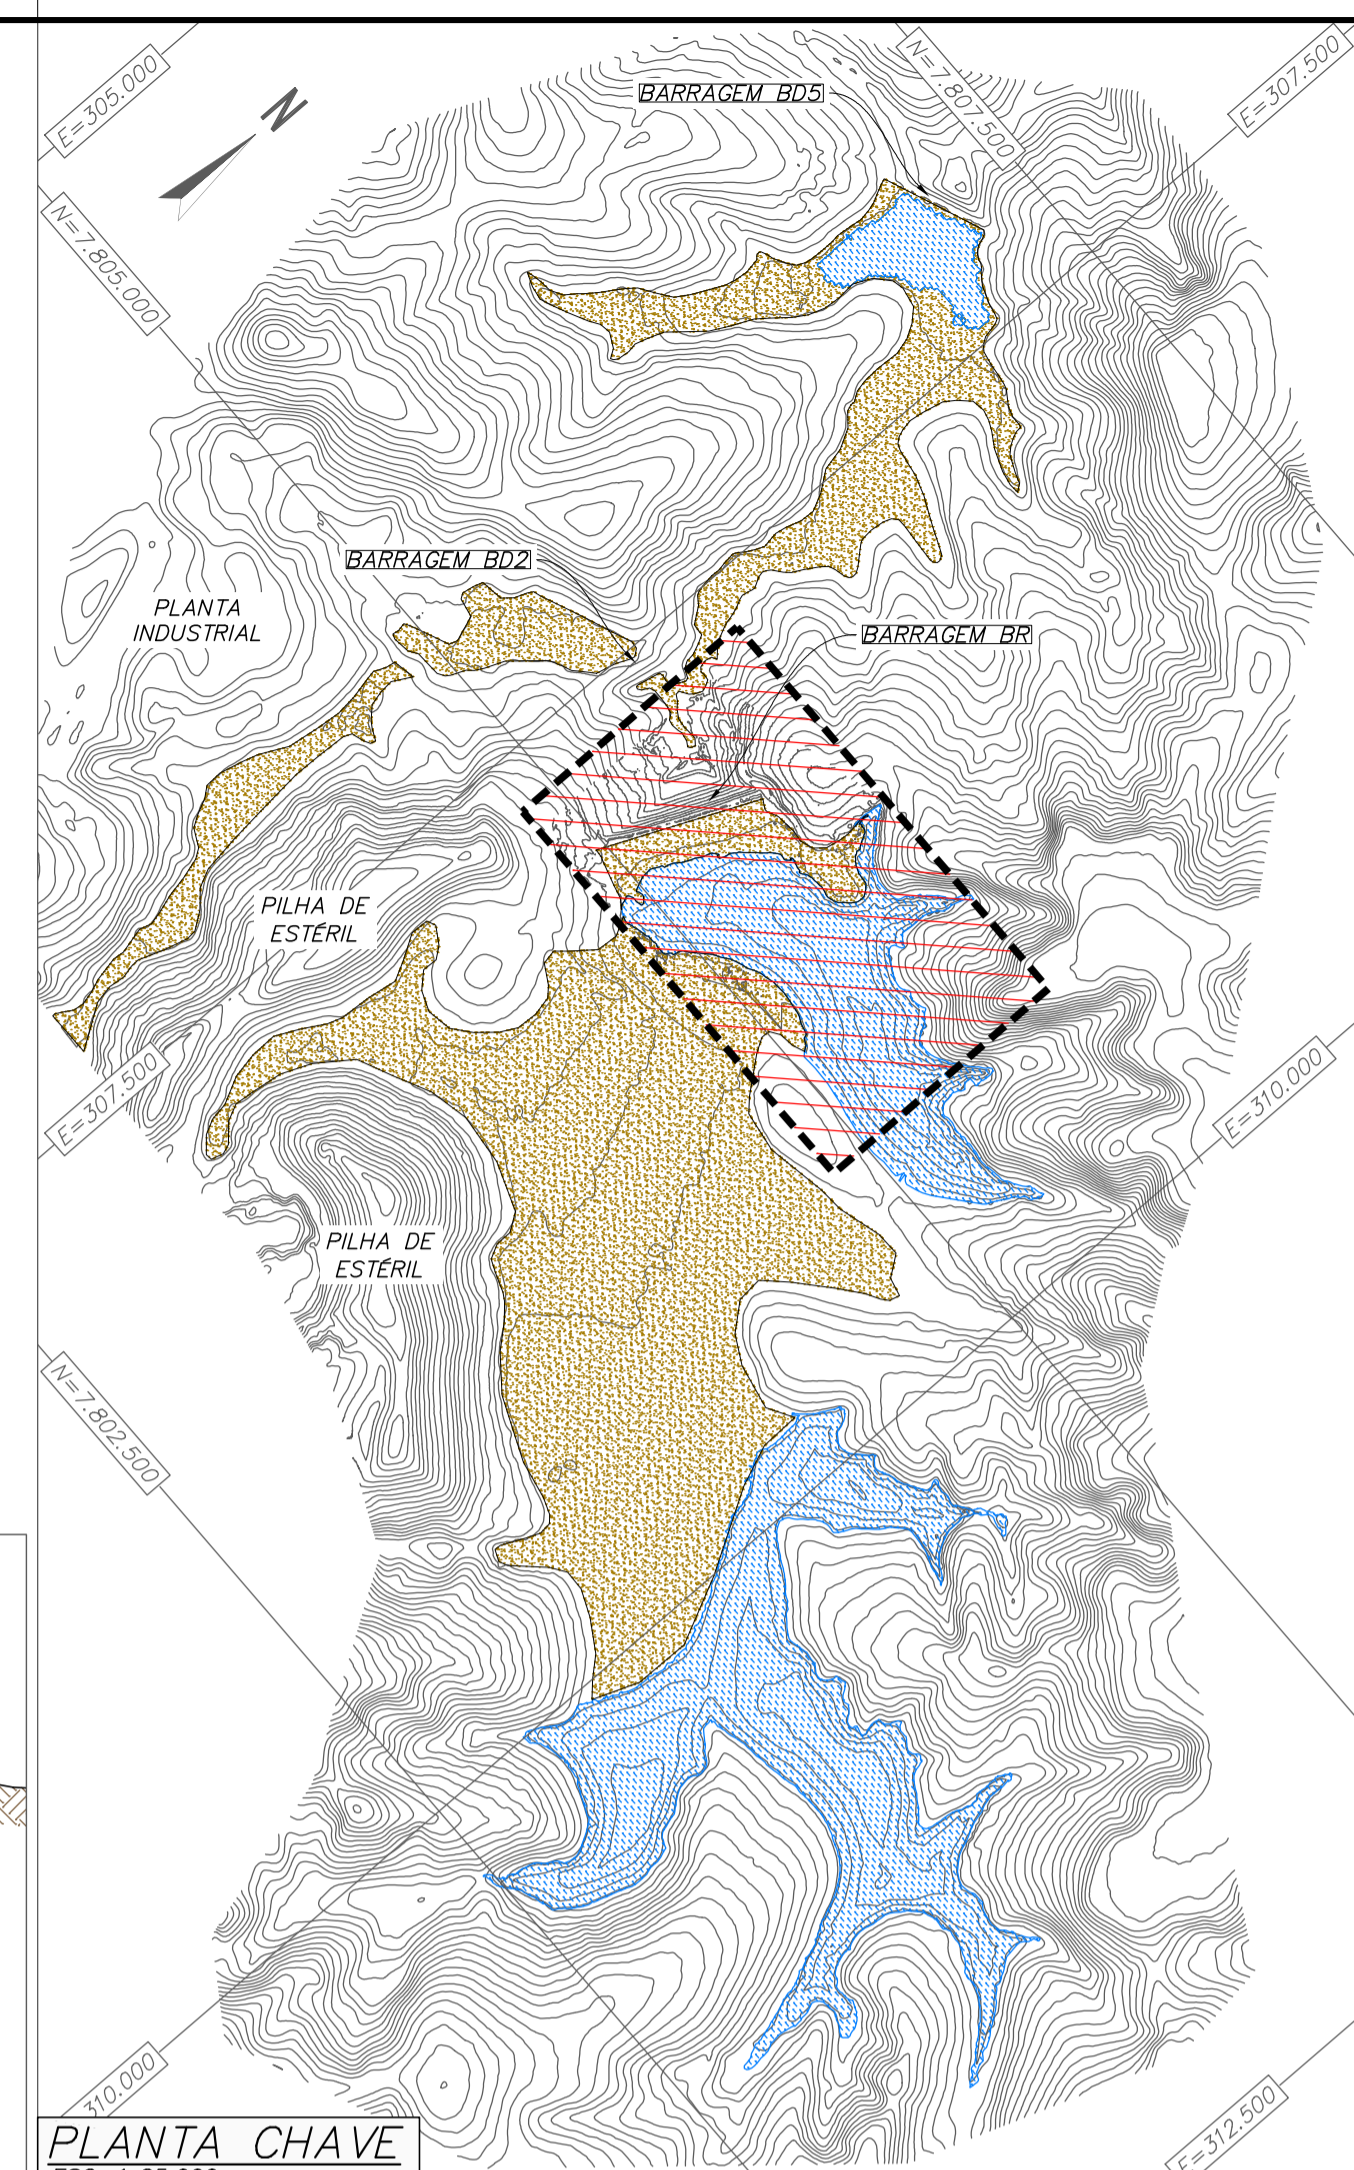 E=305.000
N
BARRAGEM BD5
N=7.807.500
E=307.500
N=7.805.000
BARRAGEM BD2
PLANTA
INDUSTRIAL
BARRAGEM BR
PILHA DE
ESTÉRIL
E=307.500
E=310.000
PILHA DE
ESTÉRIL
N=7.802.500
310.000
E=312.500
PLANTA CHAVE